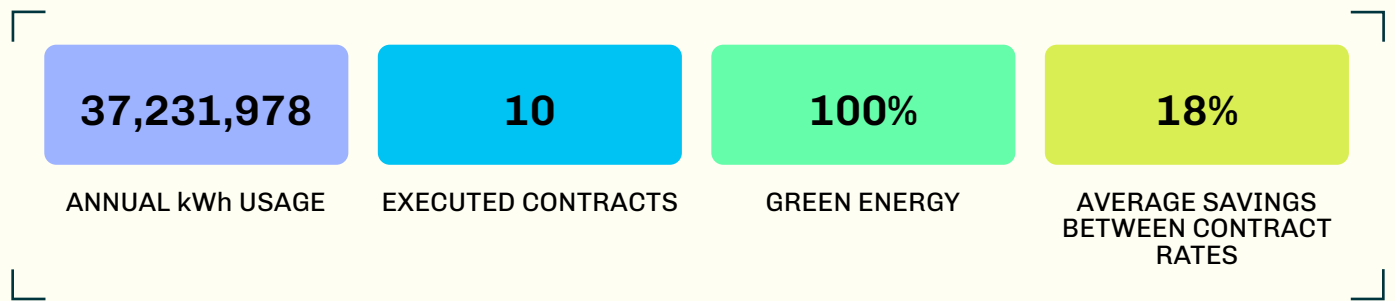 37,231,978
10
100%
18%
ANNUAL kWh USAGE
EXECUTED CONTRACTS
GREEN ENERGY
AVERAGE SAVINGS
BETWEEN CONTRACT
RATES